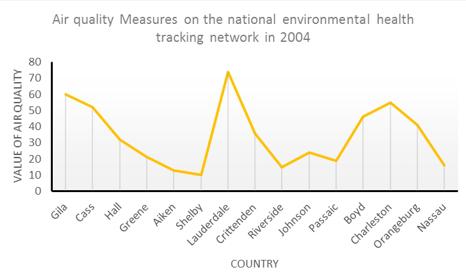 Air quality Measures on the national environmental health
tracking network in 2004
VALUE OF AIR QUALITY
80
70
60
50
40
30
20
10
0
Gila
Cass
Hall
Greene
Aiken
Shelby
Lauderdale
Crittenden
Riverside
Johnson
Passaic
Boyd
Charleston
Orangeburg
Nassau
COUNTRY